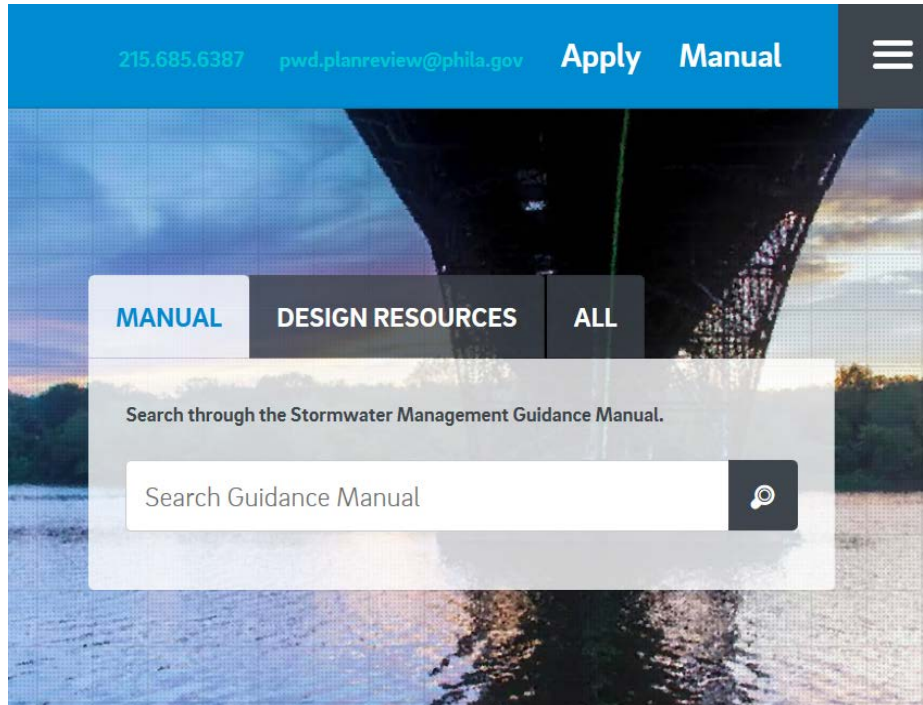 215.685.6387 pwd.planreview@phila.gov Apply Manual
MANUAL DESIGN RESOURCES ALL
Search through the Stormwater Management Guidance Manual.
Search Guidance Manual